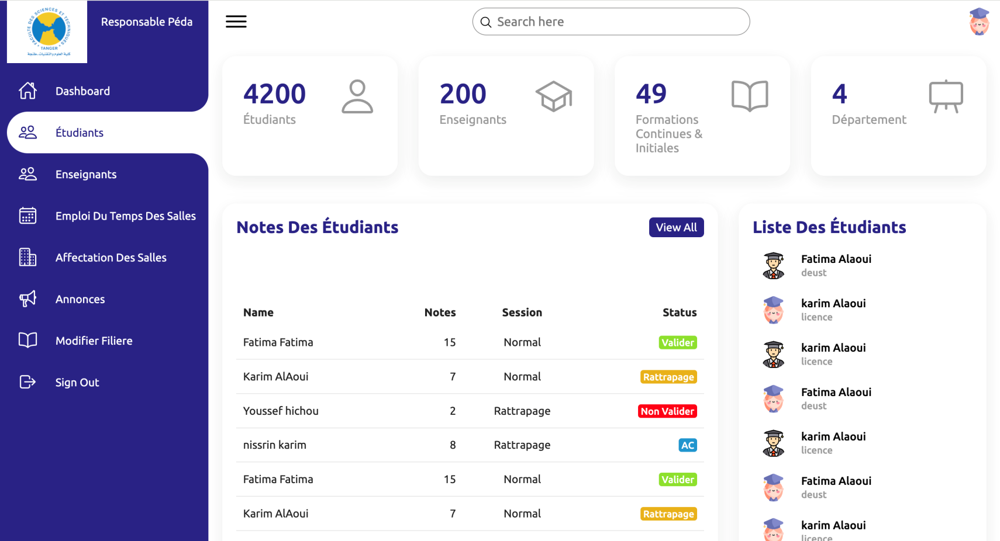 FACULTE DES SCIENCES ET TECHNIQUES
TANGER
كلية العلوم والتقنيات - طنجة
Responsable Péda
Dashboard
Étudiants
Enseignants
Emploi Du Temps Des Salles
Affectation Des Salles
Annonces
Modifier Filiere
Sign Out
Search here
4200
Étudiants
200
Enseignants
49
Formations
Continues &
Initiales
4
Département
Notes Des Étudiants
View All
Name Notes Session Status
Fatima Fatima 15 Normal Valider
Karim AlAoui 7 Normal Rattrapage
Youssef hichou 2 Rattrapage Non Valider
nissrin karim 8 Rattrapage AC
Fatima Fatima 15 Normal Valider
Karim AlAoui 7 Normal Rattrapage
Liste Des Étudiants
Fatima Alaoui
deust
karim Alaoui
licence
karim Alaoui
licence
Fatima Alaoui
deust
karim Alaoui
licence
Fatima Alaoui
deust
karim Alaoui
licence